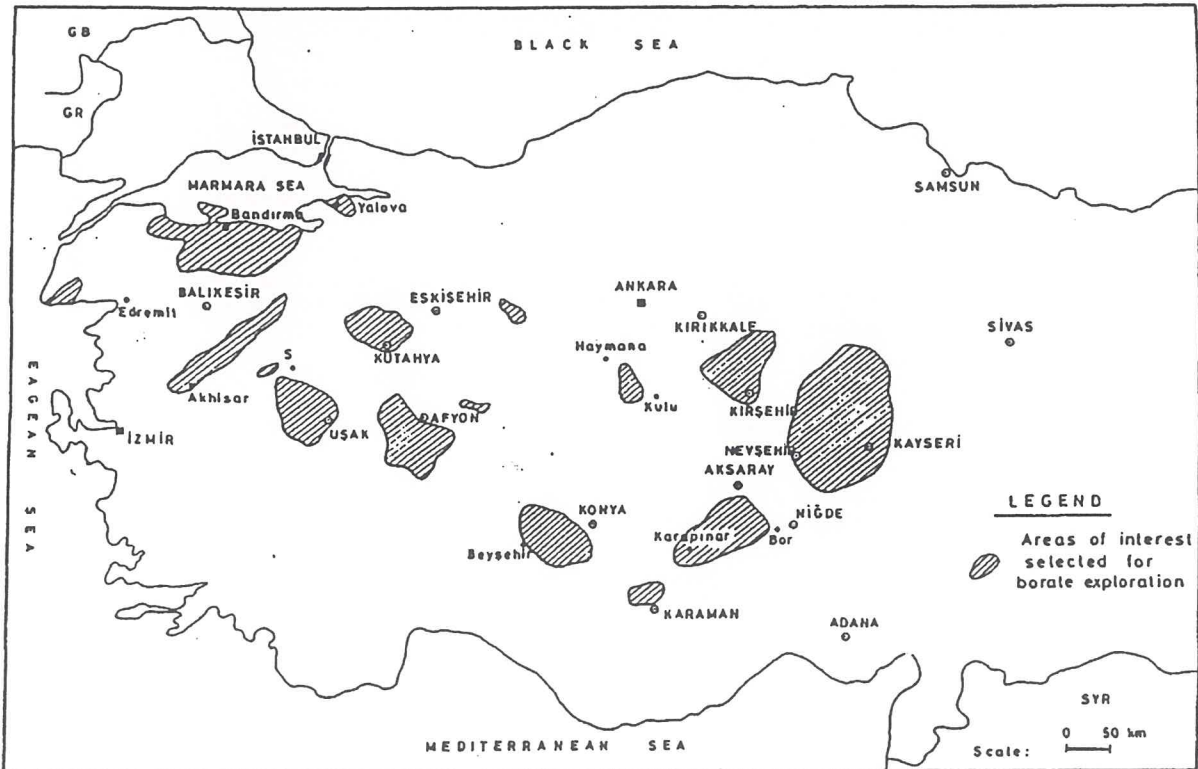 GB
BLACK SEA
GR
İSTANBUL
MARMARA SEA
SAMSUN
Yalova
Bandırma
ANKARA
BALIKESİR
ESKİŞEHİR
Edremit
KIRIKKALE
SİVAS
KÜTAHYA
Haymana
S
Akhisar
Kulu
KIRŞEHİR
UŞAK
AFYON
EAGEAN SEA
İZMİR
NEVŞEHİR
KAYSERİ
AKSARAY
LEGEND
KONYA
NİĞDE
Karapınar
Bor
Beyşehir
Areas of interest
selected for
borate exploration
KARAMAN
ADANA
SYR
0 50 km
Scale:
MEDITERRANEAN SEA